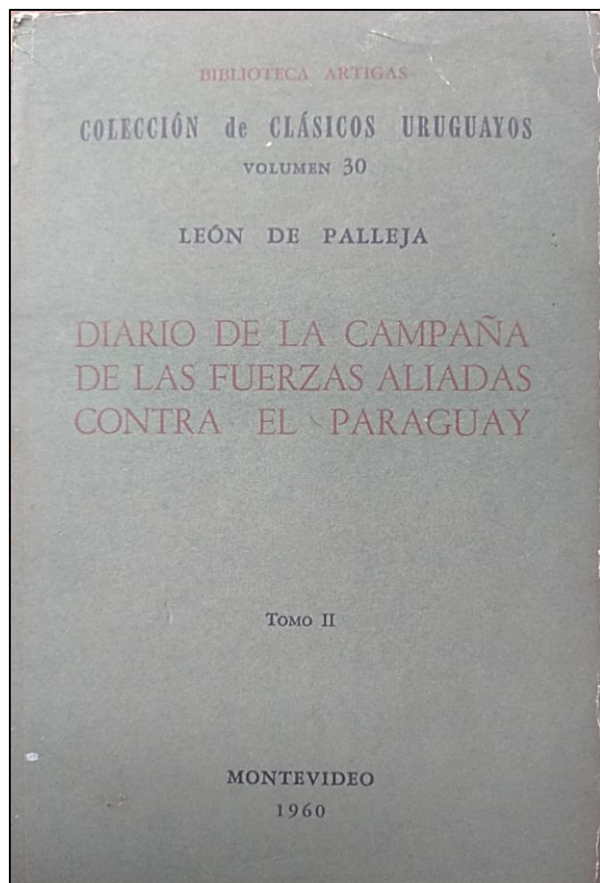 BIBLIOTECA ARTIGAS
COLECCIÓN de CLÁSICOS URUGUAYOS
VOLUMEN 30
LEÓN DE PALLEJA
DIARIO DE LA CAMPAÑA
DE LAS FUERZAS ALIADAS
CONTRA EL PARAGUAY
TOMO II
MONTEVIDEO
1960